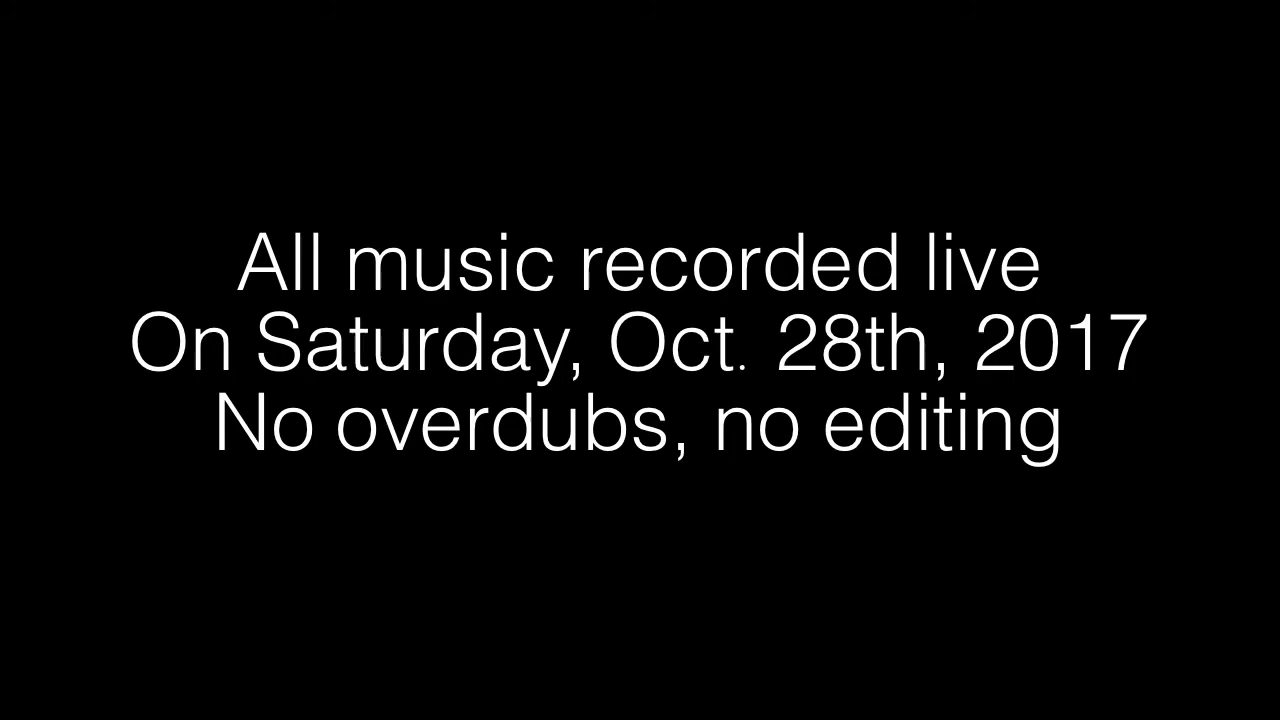 All music recorded live
On Saturday, Oct. 28th, 2017
No overdubs, no editing